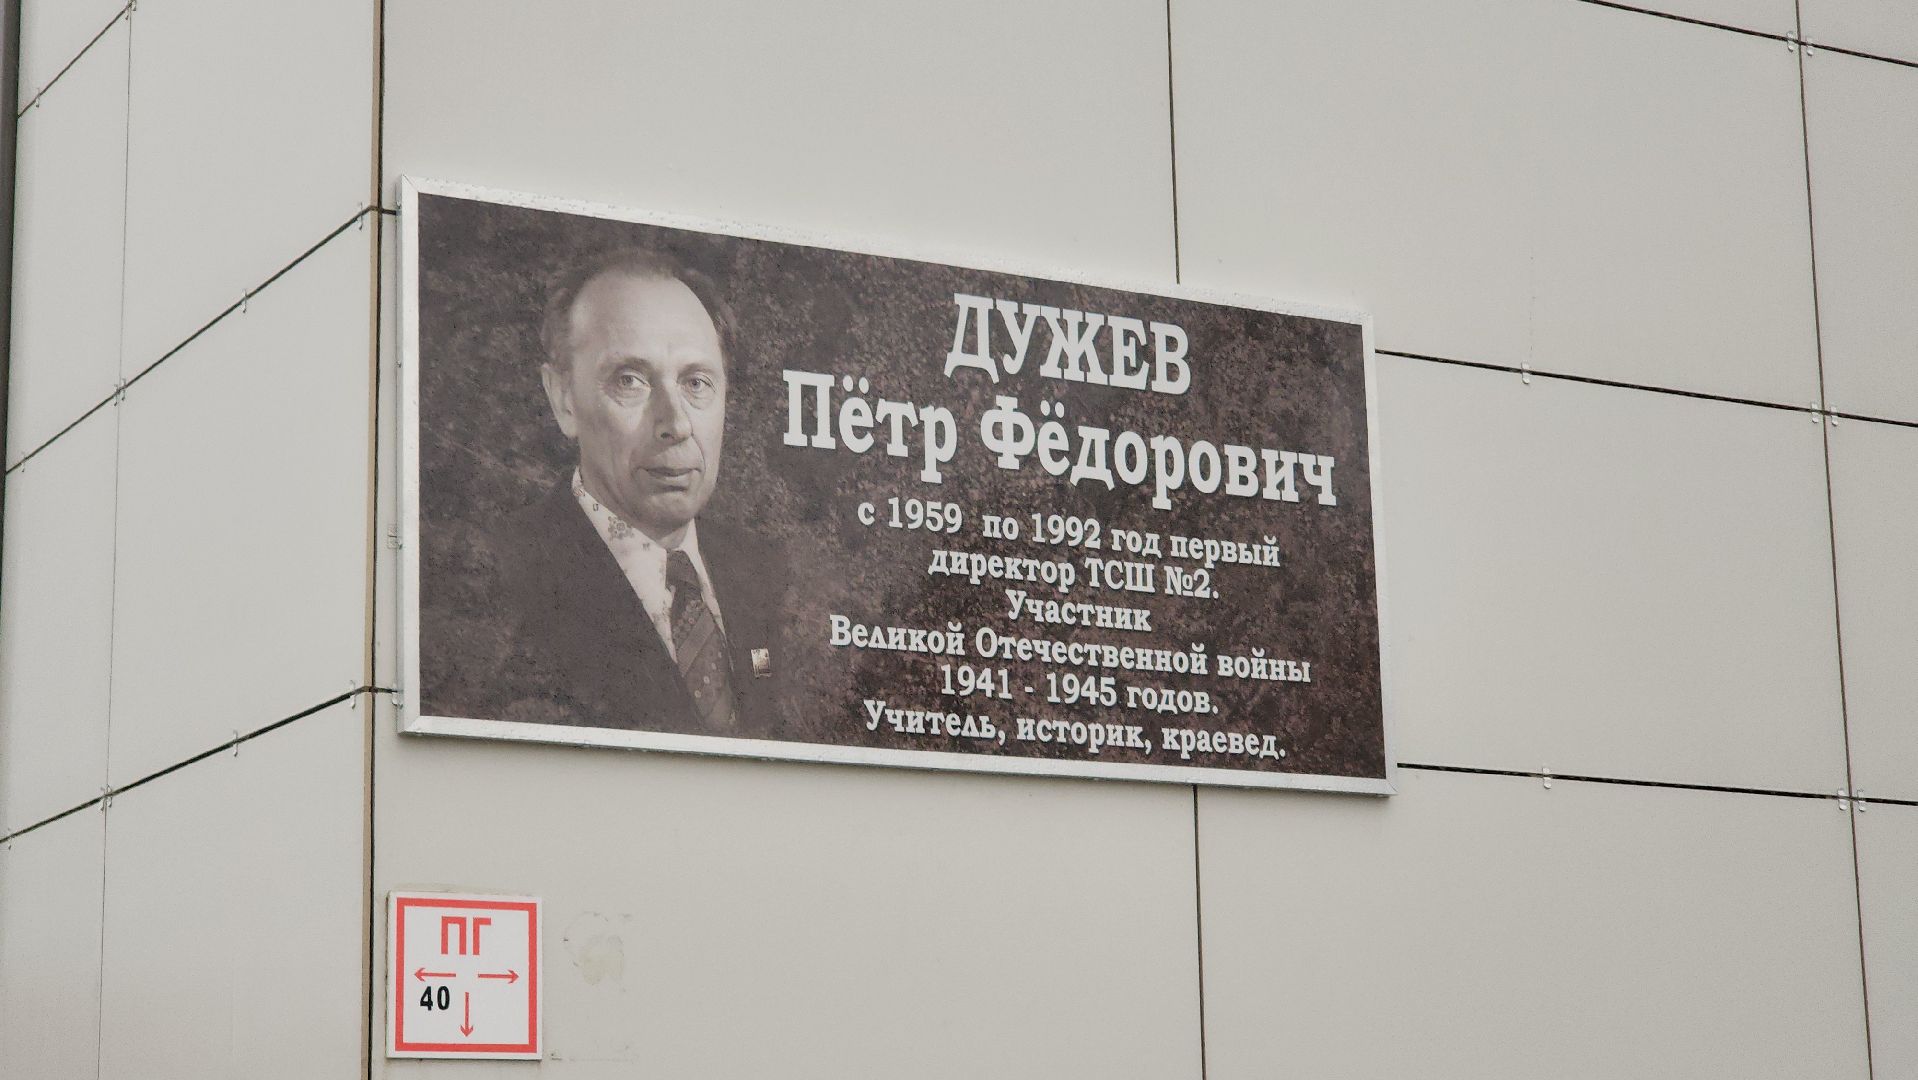 ДУЖЕВ
Пётр Фёдорович
с 1959 по 1992 год первый
директор ТСШ №2.
Участник
Великой Отечественной войны
1941 - 1945 годов.
Учитель, историк, краевед.
ПГ
40